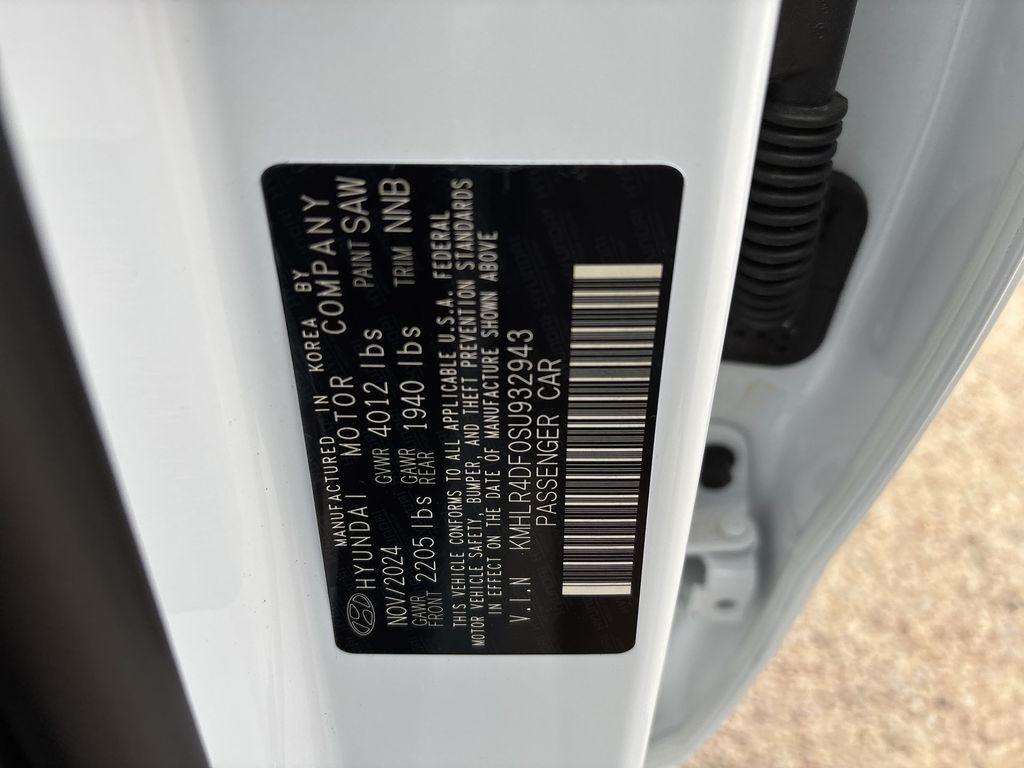 MANUFACTURED IN KOREA BY
HYUNDAI MOTOR COMPANY
NOV/2024 GVWR 4012 lbs PAINT SAW
GAWR FRONT 2205 lbs GAWR REAR 1940 lbs TRIM NNB
THIS VEHICLE CONFORMS TO ALL APPLICABLE U.S.A. FEDERAL
MOTOR VEHICLE SAFETY, BUMPER, AND THEFT PREVENTION STANDARDS
IN EFFECT ON THE DATE OF MANUFACTURE SHOWN ABOVE
V.I.N KMHLR4DF0SU932943
PASSENGER CAR